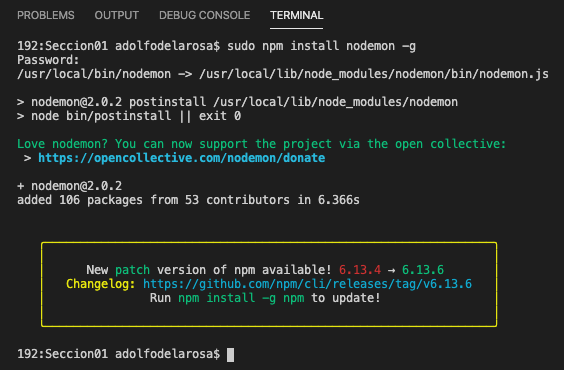 PROBLEMS OUTPUT DEBUG CONSOLE TERMINAL
192:Seccion01 adolfodelarosa$ sudo npm install nodemon -g
Password:
/usr/local/bin/nodemon -> /usr/local/lib/node_modules/nodemon/bin/nodemon.js
> nodemon@2.0.2 postinstall /usr/local/lib/node_modules/nodemon
> node bin/postinstall || exit 0
Love nodemon? You can now support the project via the open collective:
> https://opencollective.com/nodemon/donate
+ nodemon@2.0.2
added 106 packages from 53 contributors in 6.366s
New patch version of npm available! 6.13.4 → 6.13.6
Changelog: https://github.com/npm/cli/releases/tag/v6.13.6
Run npm install -g npm to update!
192:Seccion01 adolfodelarosa$